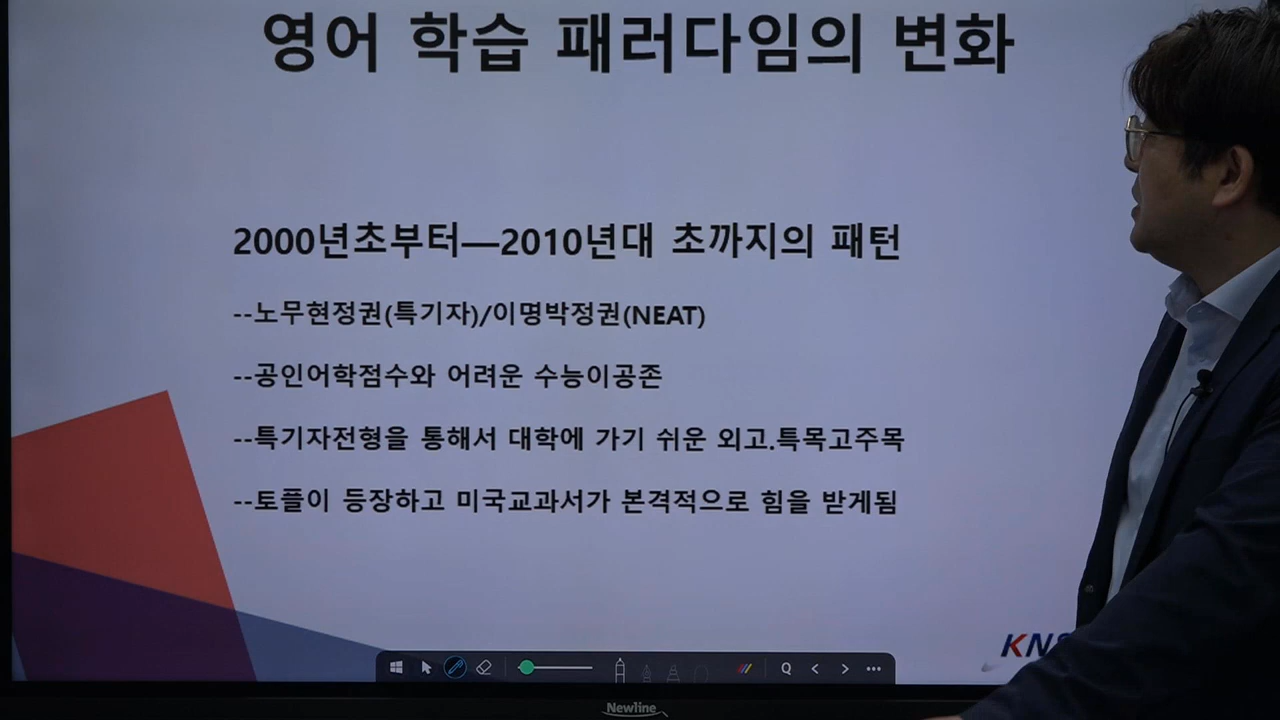 영어 학습 패러다임의 변화
2000년초부터—2010년대 초까지의 패턴
--노무현정권(특기자)/이명박정권(NEAT)
--공인어학점수와 어려운 수능이공존
--특기자전형을 통해서 대학에 가기 쉬운 외고.특목고주목
--토플이 등장하고 미국교과서가 본격적으로 힘을 받게됨
Newline